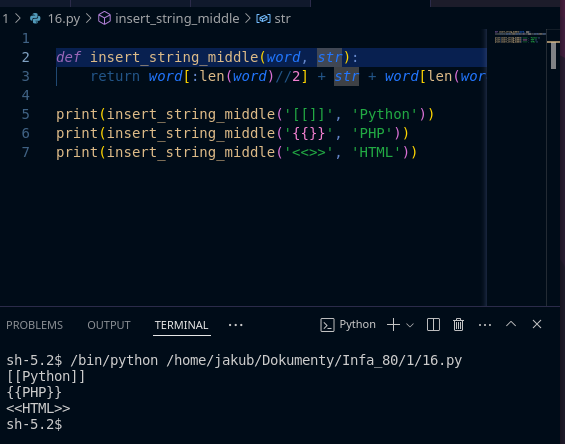 1 > 16.py > insert_string_middle > str
1
2 def insert_string_middle(word, str):
3     return word[:len(word)//2] + str + word[len(wor
4
5 print(insert_string_middle('[[]]', 'Python'))
6 print(insert_string_middle('{{}}', 'PHP'))
7 print(insert_string_middle('<<>>', 'HTML'))
PROBLEMS OUTPUT TERMINAL ... Python
sh-5.2$ /bin/python /home/jakub/Dokumenty/Infa_80/1/16.py
[[Python]]
{{PHP}}
<<HTML>>
sh-5.2$